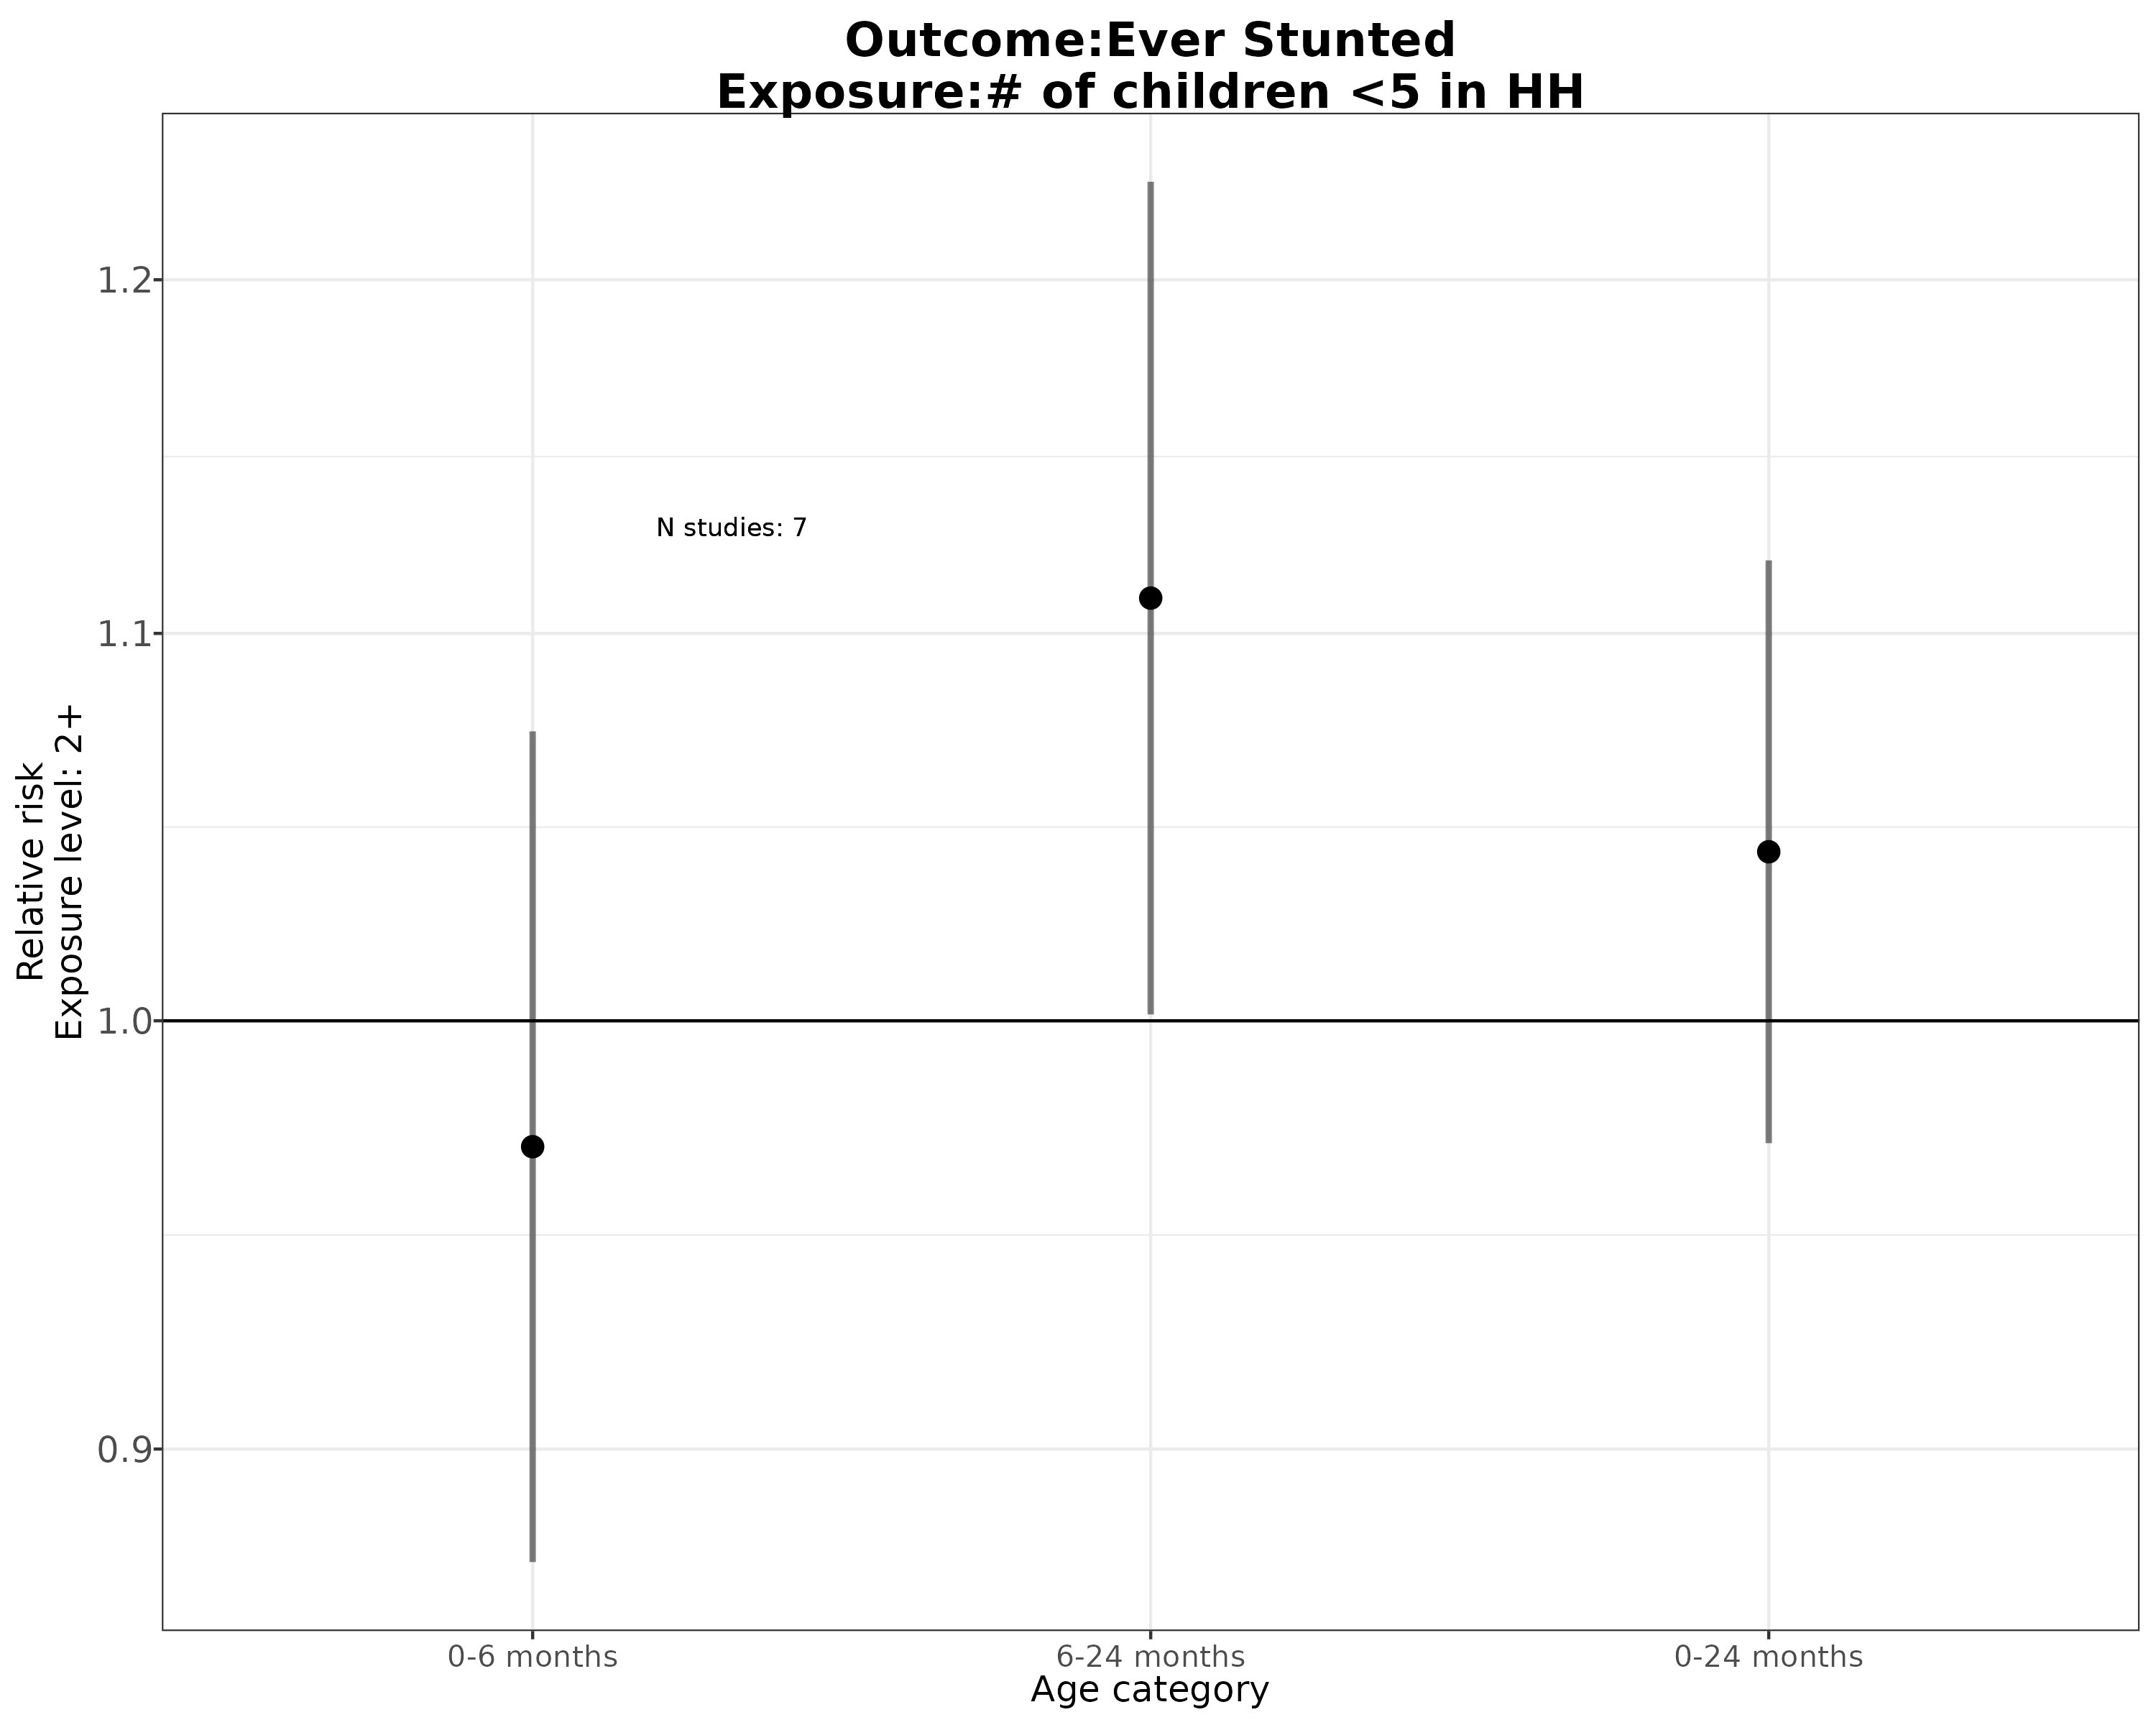 Outcome:Ever Stunted
Exposure:# of children <5 in HH
Relative risk
Exposure level: 2+
1.2
1.1
1.0
0.9
N studies: 7
0-6 months
6-24 months
0-24 months
Age category